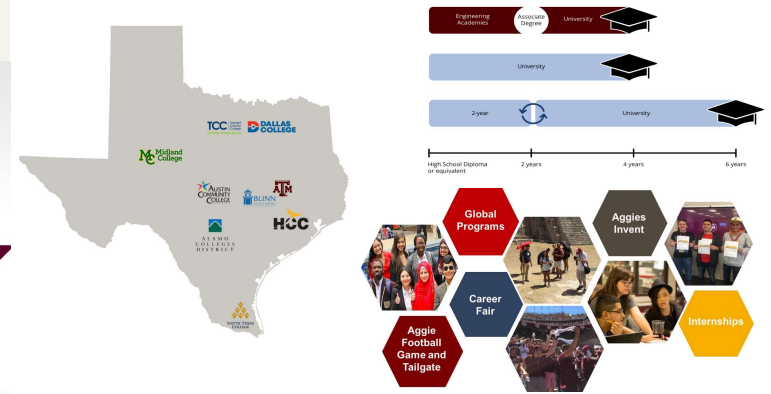 TCC
DALLAS
COLLEGE
MC Midland
College
AUSTIN
COMMUNITY
COLLEGE
BLINN
ATM
ALAMO
COLLEGES
DISTRICT
HCC
SOUTH TEXAS
COLLEGE
Engineering
Academies
Associate
Degree
University
University
2-year
University
High School Diploma
or equivalent
2 years
4 years
6 years
Global
Programs
Aggies
Invent
Career
Fair
Internships
Aggie
Football
Game and
Tailgate